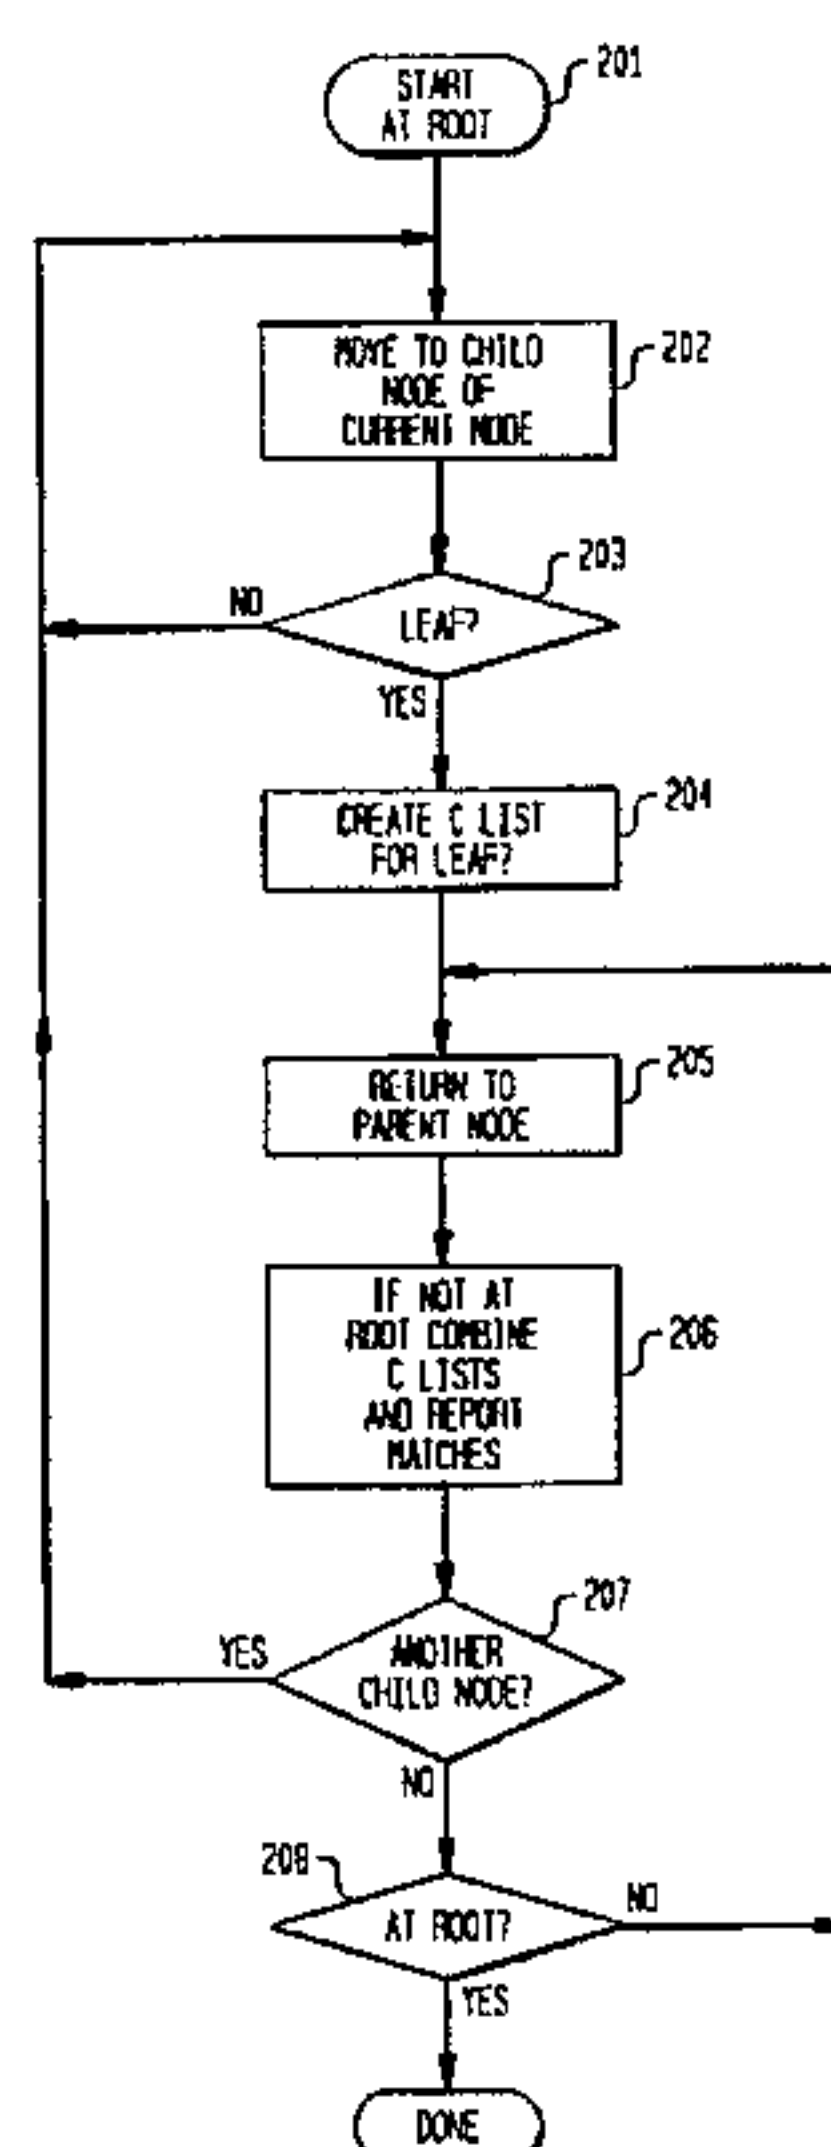 START
AT ROOT
201
MOVE TO CHILD
NODE OF
CURRENT NODE
202
203
NO
LEAF?
YES
CREATE C LIST
FOR LEAF?
204
RETURN TO
PARENT NODE
205
IF NOT AT
ROOT COMBINE
C LISTS
AND REPORT
MATCHES
206
207
YES
ANOTHER
CHILD NODE?
NO
208
AT ROOT?
NO
YES
DONE